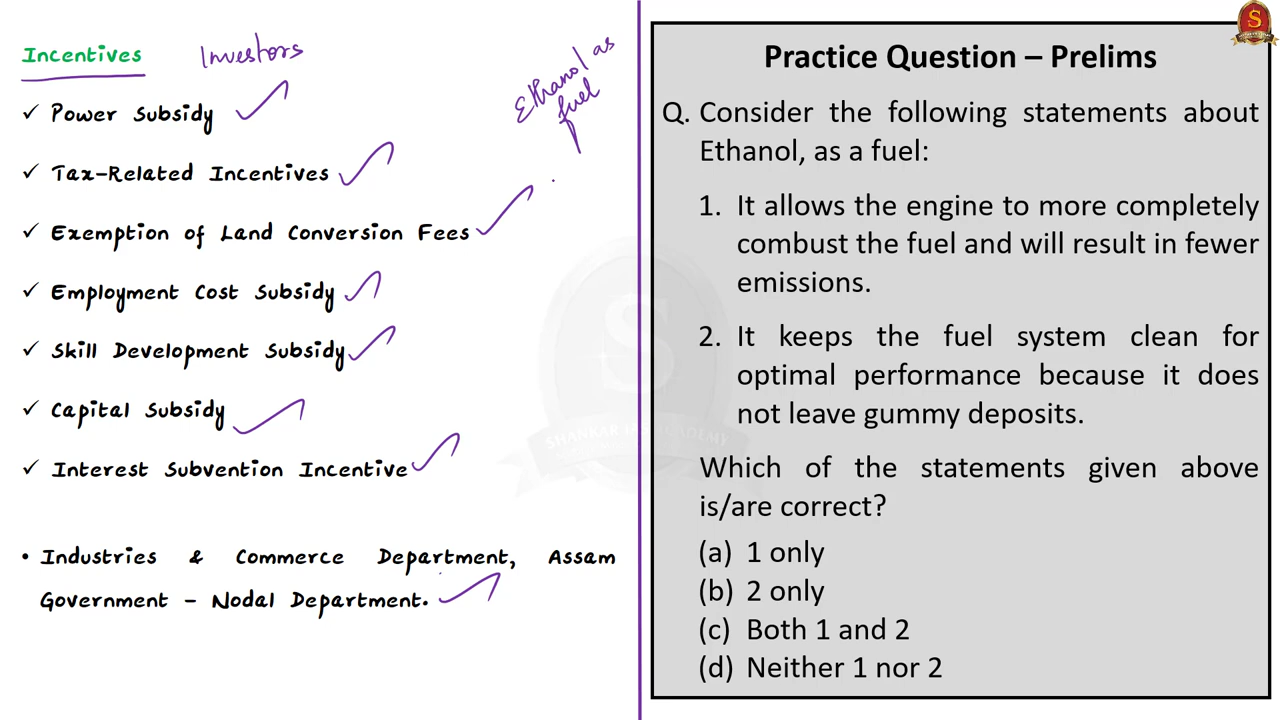 Incentives Investors
✓ Power Subsidy
✓ Tax-Related Incentives
✓ Exemption of Land Conversion Fees
✓ Employment Cost Subsidy
✓ Skill Development Subsidy
✓ Capital Subsidy
✓ Interest Subvention Incentive
• Industries & Commerce Department, Assam
Government – Nodal Department.
Ethanol as
fuel
S
SHANKAR IAS ACADEMY
Practice Question – Prelims
Q. Consider the following statements about
Ethanol, as a fuel:
1. It allows the engine to more completely
combust the fuel and will result in fewer
emissions.
2. It keeps the fuel system clean for
optimal performance because it does
not leave gummy deposits.
Which of the statements given above
is/are correct?
(a) 1 only
(b) 2 only
(c) Both 1 and 2
(d) Neither 1 nor 2
S